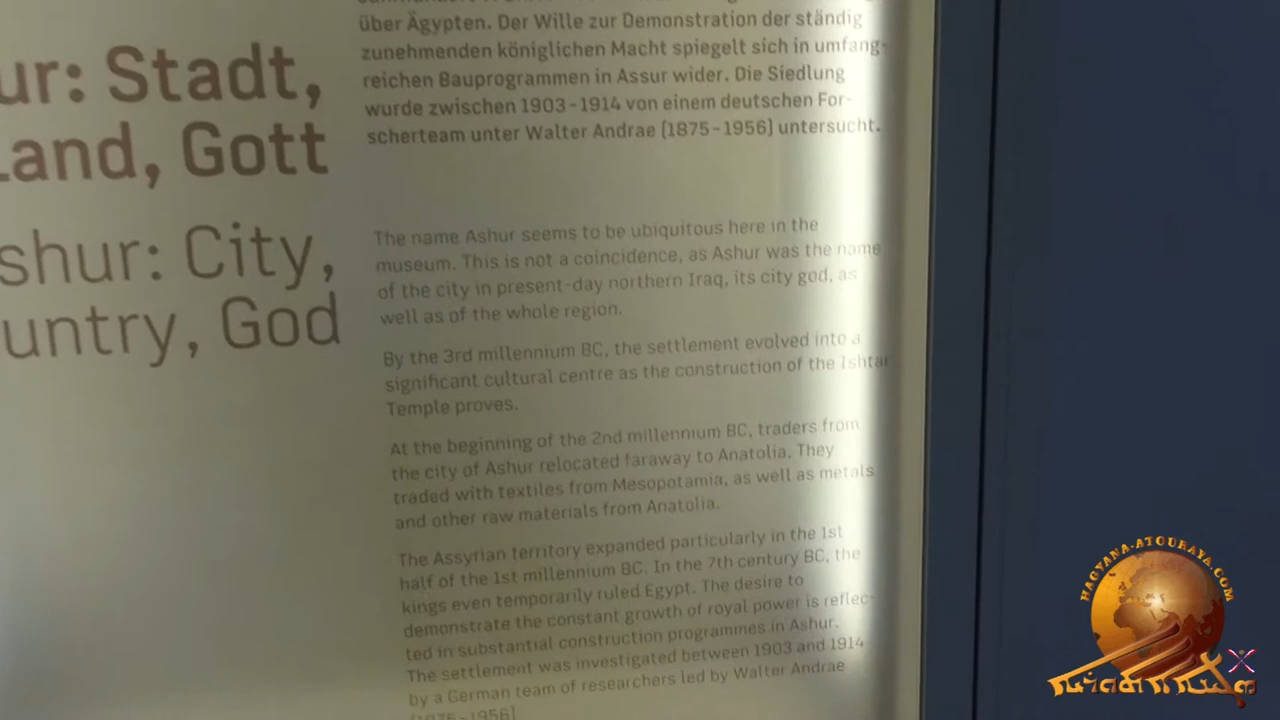 ur: Stadt,
Land, Gott
shur: City,
untry, God
über Ägypten. Der Wille zur Demonstration der ständig
zunehmenden königlichen Macht spiegelt sich in umfang-
reichen Bauprogrammen in Assur wider. Die Siedlung
wurde zwischen 1903-1914 von einem deutschen For-
scherteam unter Walter Andrae (1875-1956) untersucht.
The name Ashur seems to be ubiquitous here in the
museum. This is not a coincidence, as Ashur was the name
of the city in present-day northern Iraq, its city god, as
well as of the whole region.
By the 3rd millennium BC, the settlement evolved into a
significant cultural centre as the construction of the Ishtar
Temple proves.
At the beginning of the 2nd millennium BC, traders from
the city of Ashur relocated faraway to Anatolia. They
traded with textiles from Mesopotamia, as well as metals
and other raw materials from Anatolia.
The Assyrian territory expanded particularly in the 1st
half of the 1st millennium BC. In the 7th century BC, the
kings even temporarily ruled Egypt. The desire to
demonstrate the constant growth of royal power is reflec-
ted in substantial construction programmes in Ashur.
The settlement was investigated between 1903 and 1914
by a German team of researchers led by Walter Andrae
(1875-1956)
HAGYANA-ATOURAYA.COM